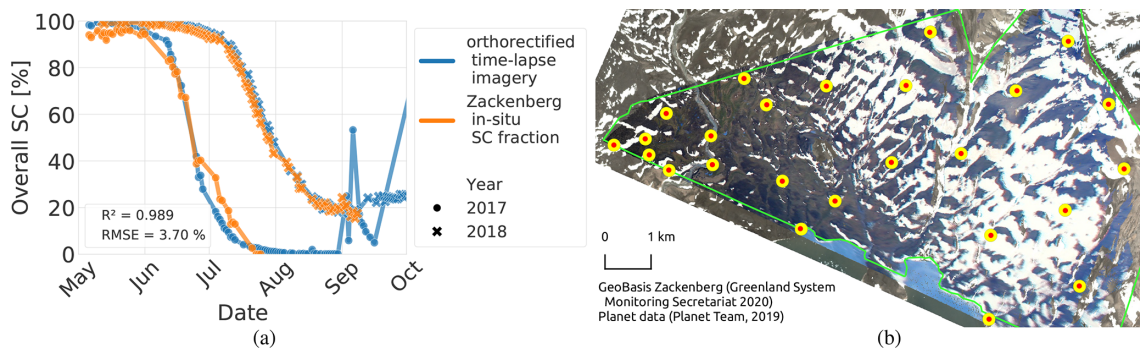 100
80
60
40
20
0
Overall SC [%]
R² = 0.989
RMSE = 3.70 %
May
Jun
Jul
Aug
Sep
Oct
Date
orthorectified
time-lapse
imagery
Zackenberg
in-situ
SC fraction
Year
2017
2018
(a)
0 1 km
GeoBasis Zackenberg (Greenland System
Monitoring Secretariat 2020)
Planet data (Planet Team, 2019)
(b)